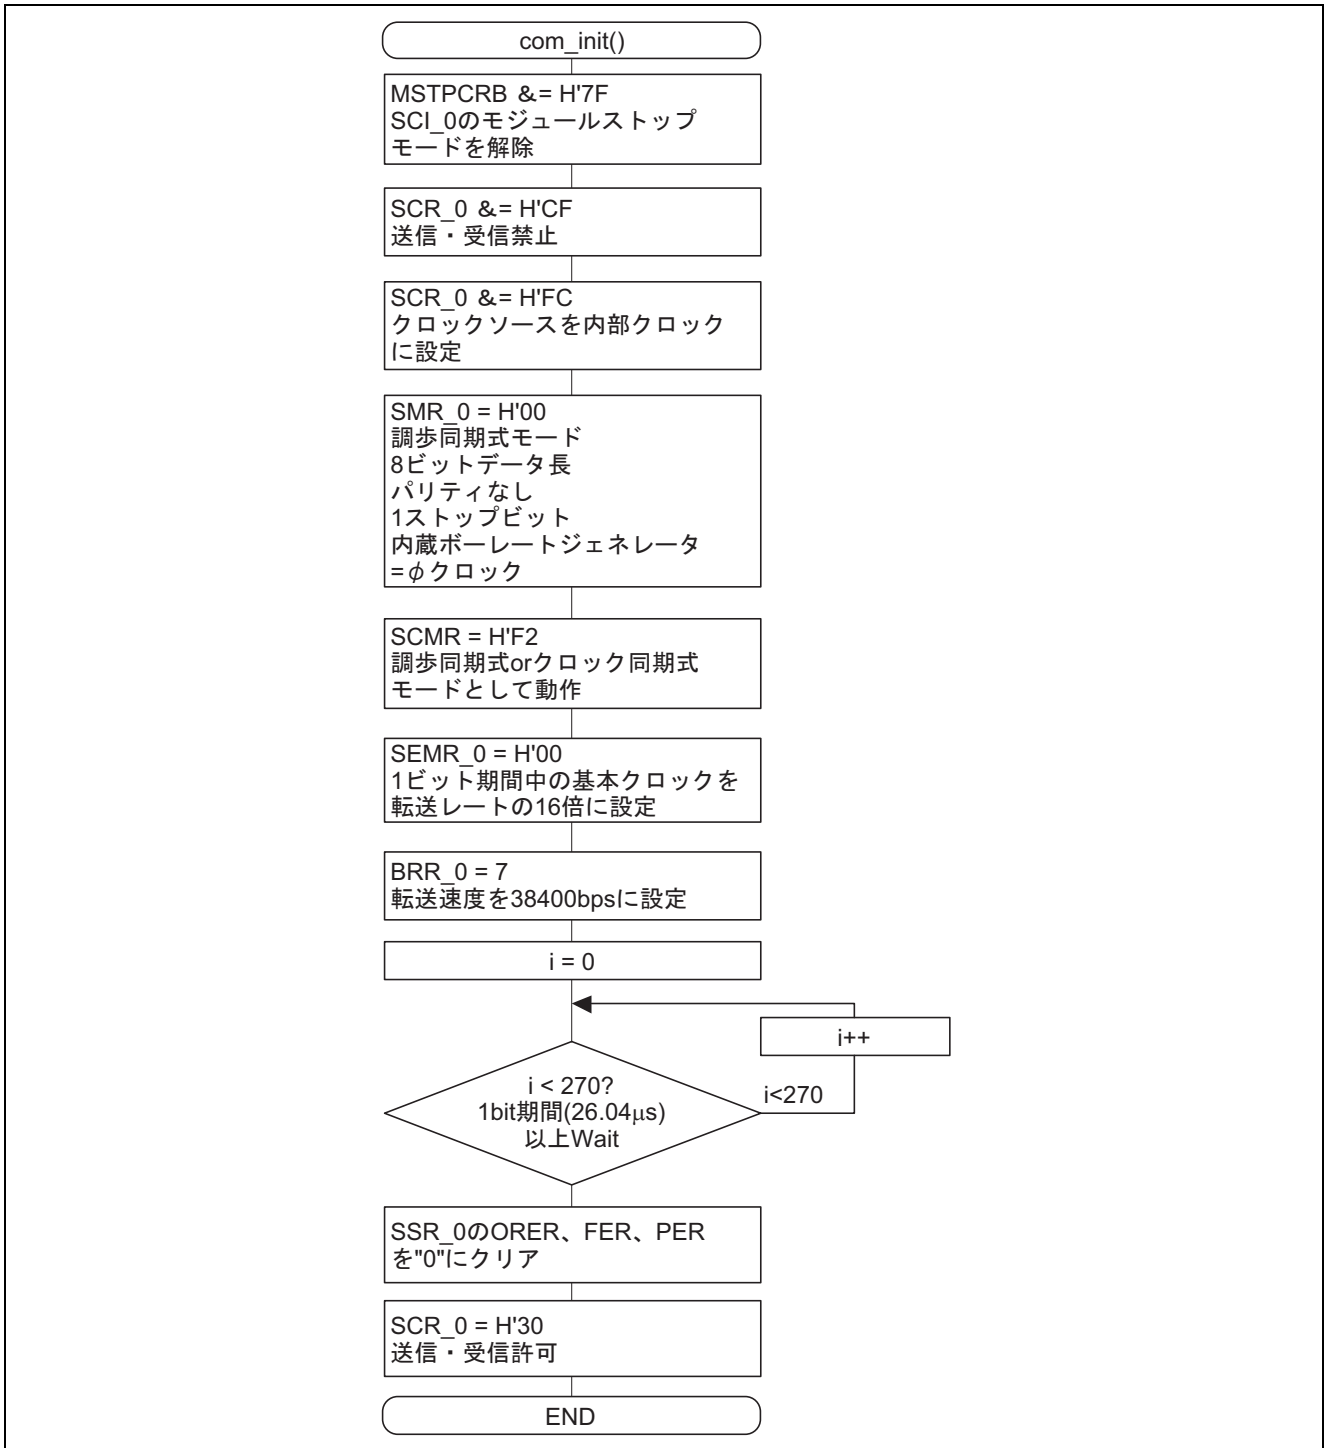 com_init()
MSTPCRB &= H'7F
SCI_0のモジュールストップ
モードを解除
SCR_0 &= H'CF
送信・受信禁止
SCR_0 &= H'FC
クロックソースを内部クロック
に設定
SMR_0 = H'00
調歩同期式モード
8ビットデータ長
パリティなし
1ストップビット
内蔵ボーレートジェネレータ
=φクロック
SCMR = H'F2
調歩同期式orクロック同期式
モードとして動作
SEMR_0 = H'00
1ビット期間中の基本クロックを
転送レートの16倍に設定
BRR_0 = 7
転送速度を38400bpsに設定
i = 0
i++
i < 270?
1bit期間(26.04μs)
以上Wait
i<270
SSR_0のORER、FER、PER
を"0"にクリア
SCR_0 = H'30
送信・受信許可
END